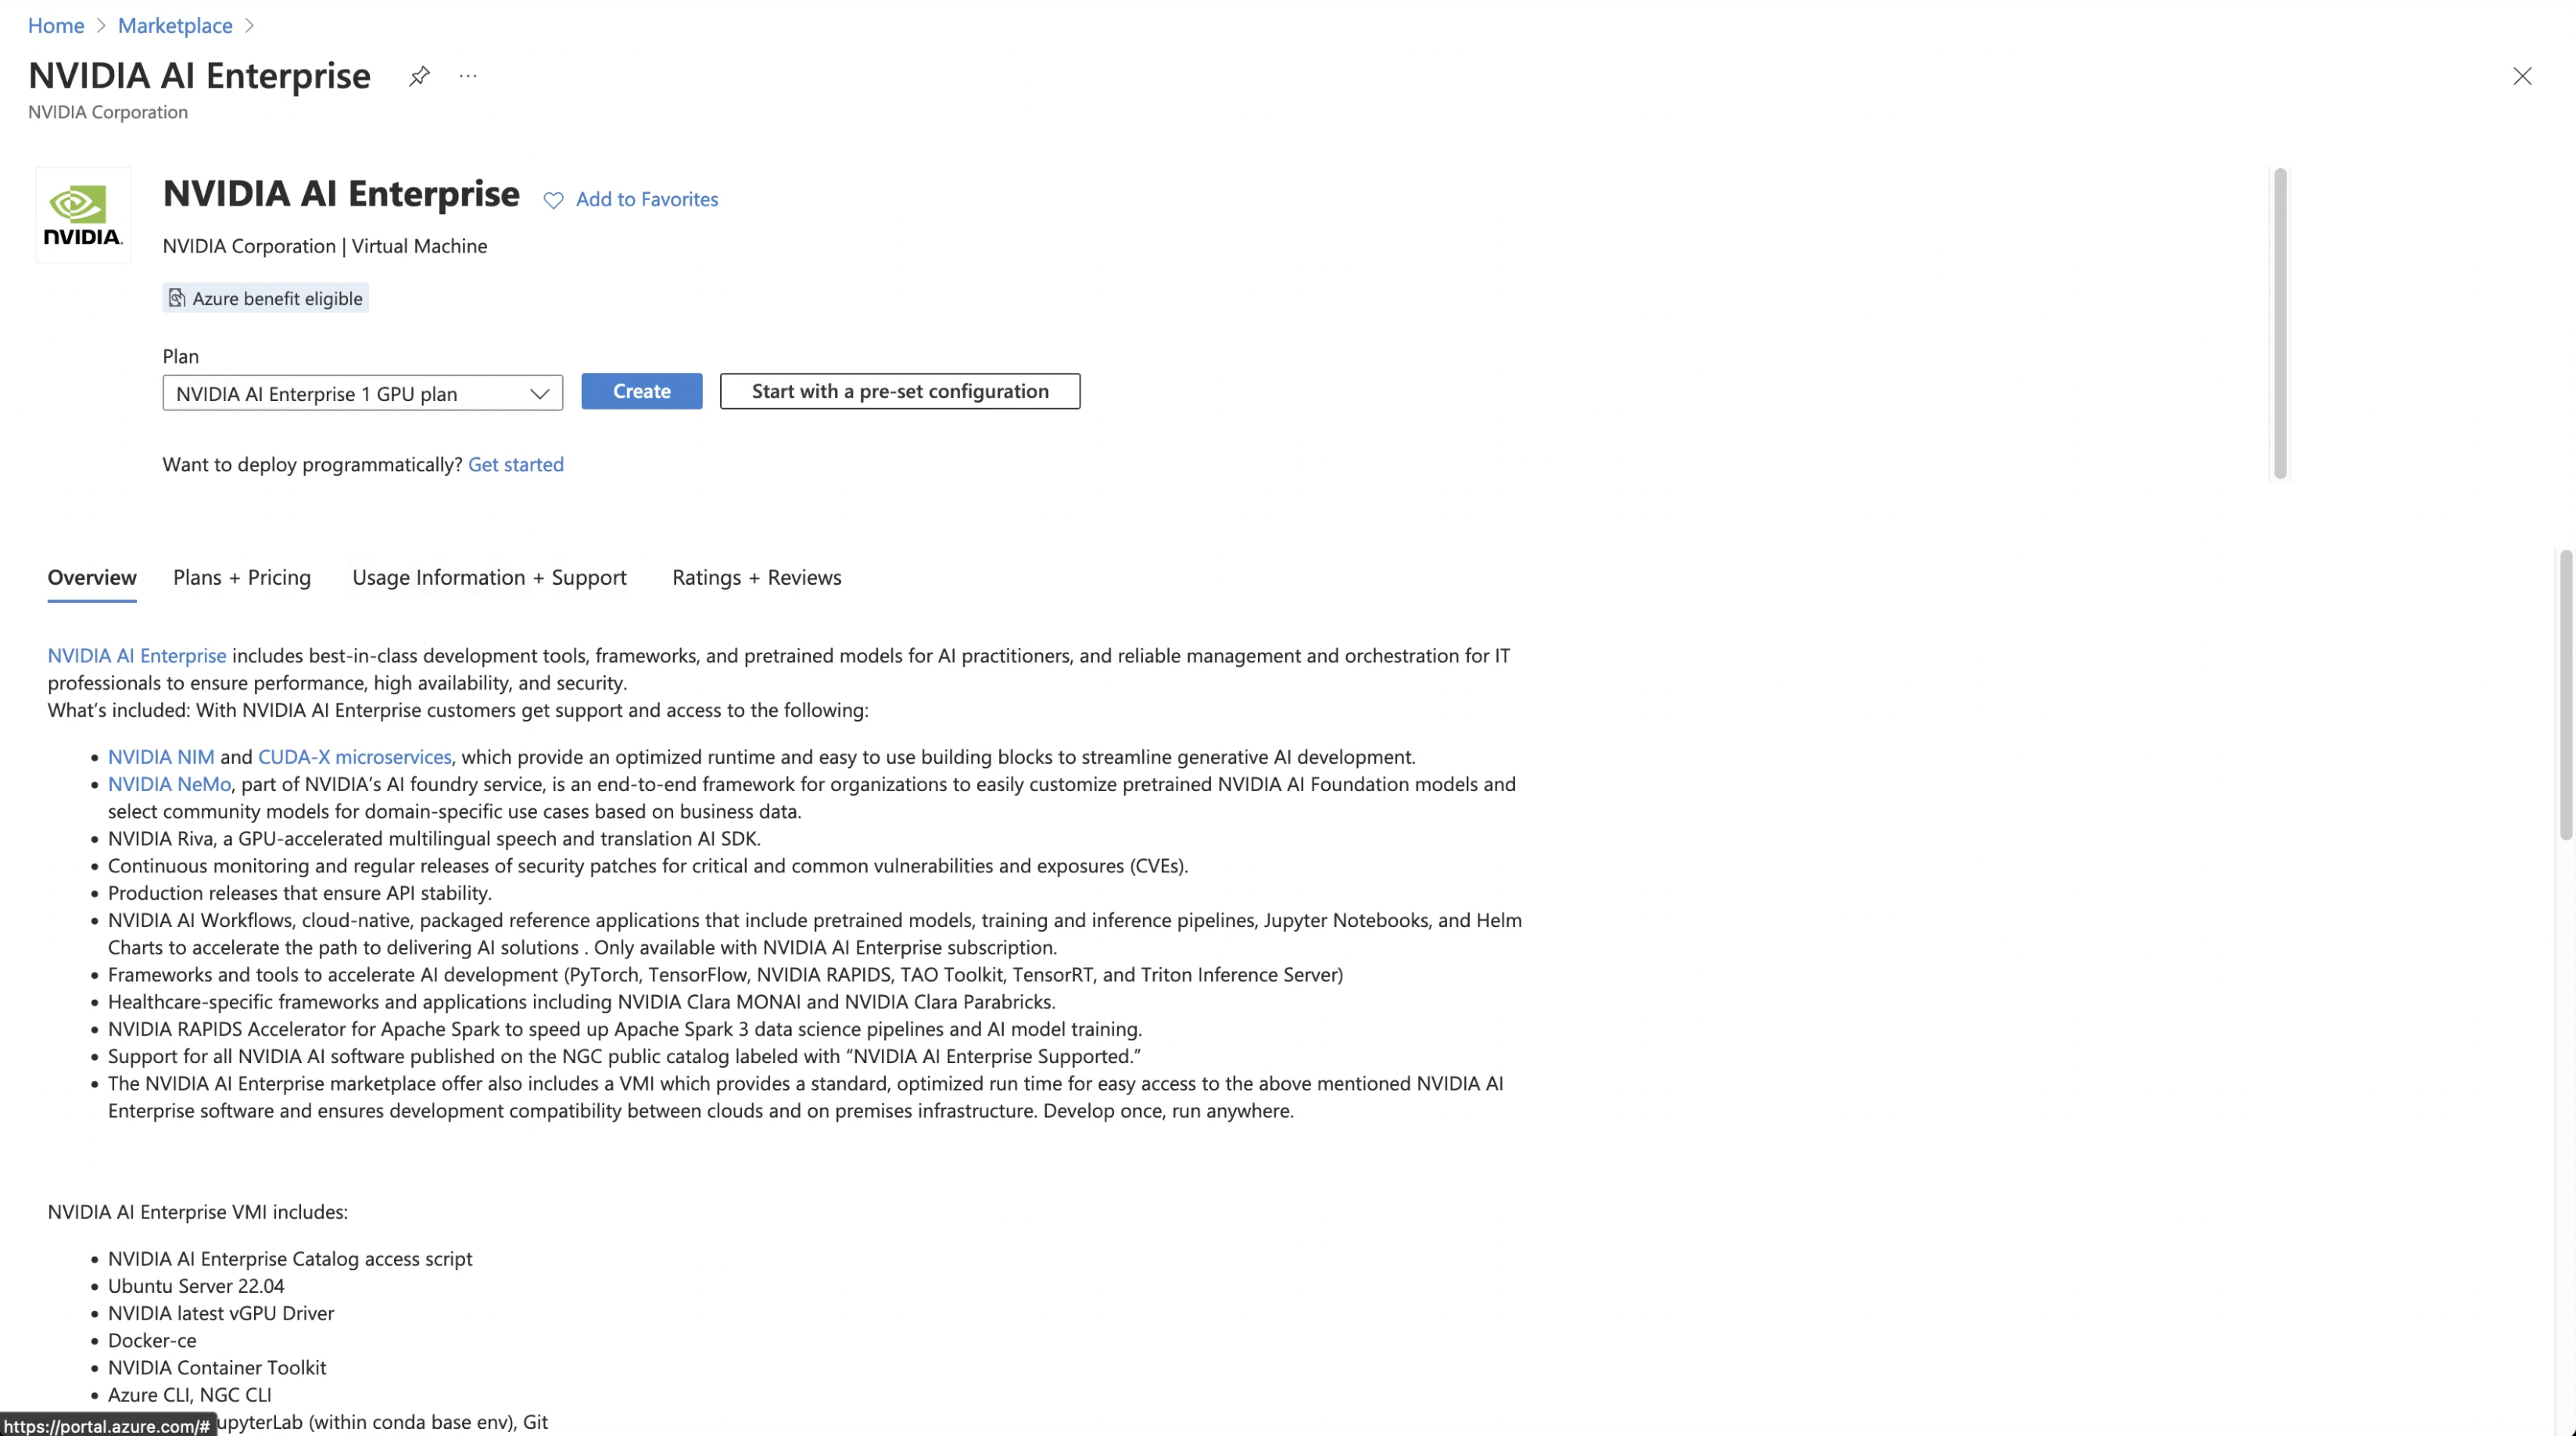 Home > Marketplace >
NVIDIA AI Enterprise ...
NVIDIA Corporation
NVIDIA.
NVIDIA AI Enterprise Add to Favorites
NVIDIA Corporation | Virtual Machine
Azure benefit eligible
Plan
NVIDIA AI Enterprise 1 GPU plan Create Start with a pre-set configuration
Want to deploy programmatically? Get started
Overview Plans + Pricing Usage Information + Support Ratings + Reviews
NVIDIA AI Enterprise includes best-in-class development tools, frameworks, and pretrained models for AI practitioners, and reliable management and orchestration for IT
professionals to ensure performance, high availability, and security.
What's included: With NVIDIA AI Enterprise customers get support and access to the following:
• NVIDIA NIM and CUDA-X microservices, which provide an optimized runtime and easy to use building blocks to streamline generative AI development.
• NVIDIA NeMo, part of NVIDIA's AI foundry service, is an end-to-end framework for organizations to easily customize pretrained NVIDIA AI Foundation models and
select community models for domain-specific use cases based on business data.
• NVIDIA Riva, a GPU-accelerated multilingual speech and translation AI SDK.
• Continuous monitoring and regular releases of security patches for critical and common vulnerabilities and exposures (CVEs).
• Production releases that ensure API stability.
• NVIDIA AI Workflows, cloud-native, packaged reference applications that include pretrained models, training and inference pipelines, Jupyter Notebooks, and Helm
Charts to accelerate the path to delivering AI solutions . Only available with NVIDIA AI Enterprise subscription.
• Frameworks and tools to accelerate AI development (PyTorch, TensorFlow, NVIDIA RAPIDS, TAO Toolkit, TensorRT, and Triton Inference Server)
• Healthcare-specific frameworks and applications including NVIDIA Clara MONAI and NVIDIA Clara Parabricks.
• NVIDIA RAPIDS Accelerator for Apache Spark to speed up Apache Spark 3 data science pipelines and AI model training.
• Support for all NVIDIA AI software published on the NGC public catalog labeled with “NVIDIA AI Enterprise Supported.”
• The NVIDIA AI Enterprise marketplace offer also includes a VMI which provides a standard, optimized run time for easy access to the above mentioned NVIDIA AI
Enterprise software and ensures development compatibility between clouds and on premises infrastructure. Develop once, run anywhere.
NVIDIA AI Enterprise VMI includes:
• NVIDIA AI Enterprise Catalog access script
• Ubuntu Server 22.04
• NVIDIA latest vGPU Driver
• Docker-ce
• NVIDIA Container Toolkit
• Azure CLI, NGC CLI
https://portal.azure.com/# upyterLab (within conda base env), Git